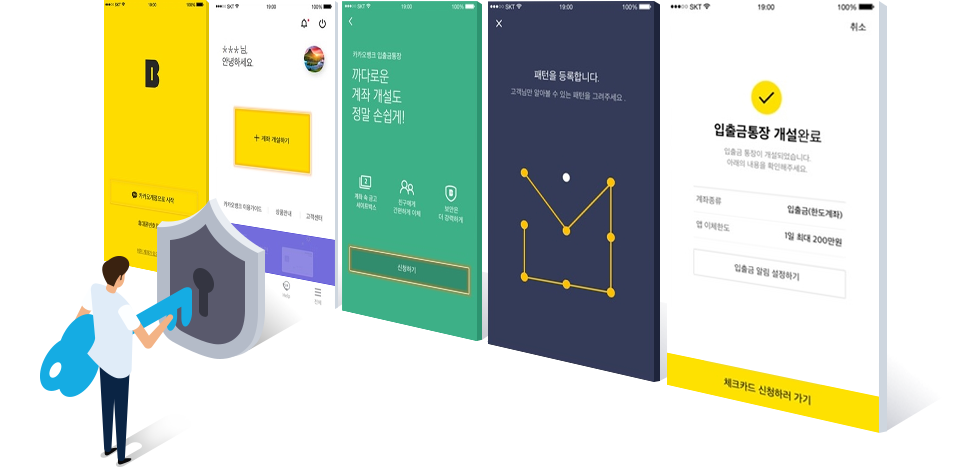 ●●●○○ SKT 19:00 100%
B
카카오계정으로 시작
●●●○○ SKT 19:00 100%
***님,
안녕하세요.
+ 계좌 개설하기
카카오뱅크 이용가이드 | 상품안내 | 고객센터
전체
●●●○○ SKT 19:00 100%
카카오뱅크 입출금통장
까다로운
계좌 개설도
정말 손쉽게!
계좌 속 금고
세이프박스
친구에게
간편하게 이체
보안은
더 강력하게
신청하기
●●●○○ SKT 19:00 100%
패턴을 등록합니다.
고객님만 알아볼 수 있는 패턴을 그려주세요.
●●●○○ SKT 19:00 100%
취소
입출금통장 개설완료
입출금 통장이 개설되었습니다.
아래의 내용을 확인해주세요.
계좌종류 입출금(한도계좌)
앱 이체한도 1일 최대 200만원
입출금 알림 설정하기
체크카드 신청하러 가기